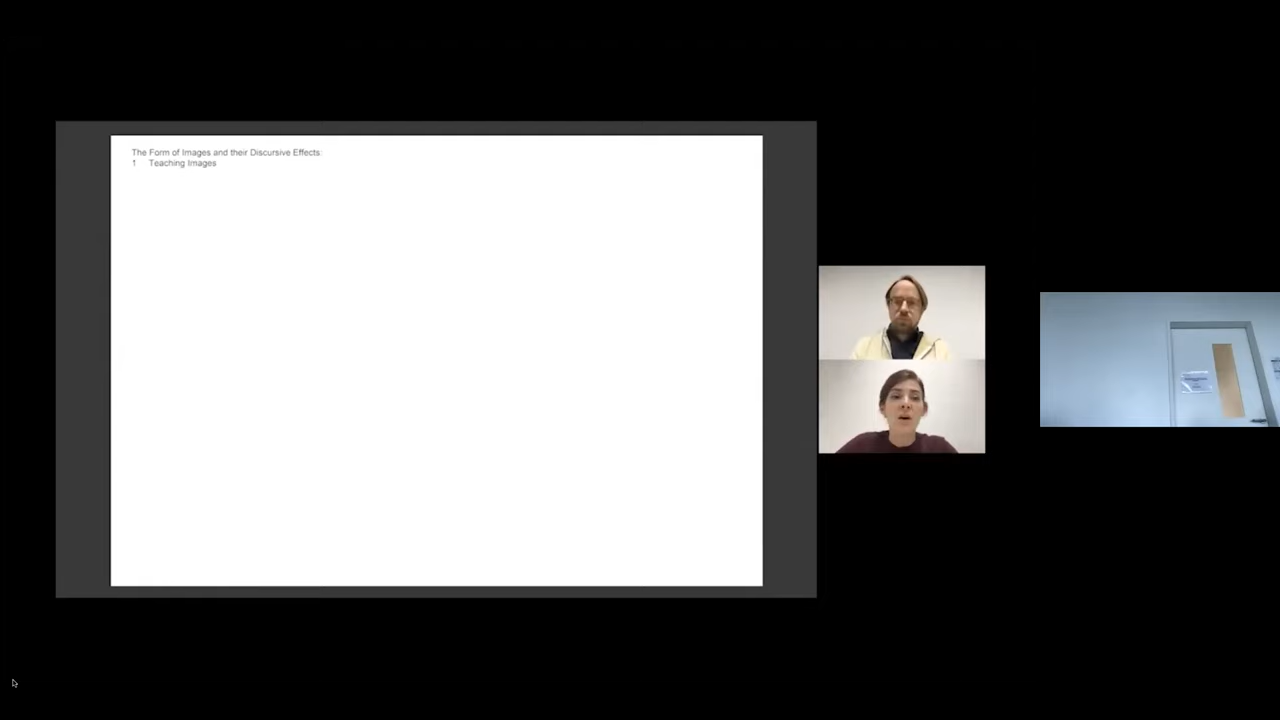 The Form of Images and their Discursive Effects:
1 Teaching Images